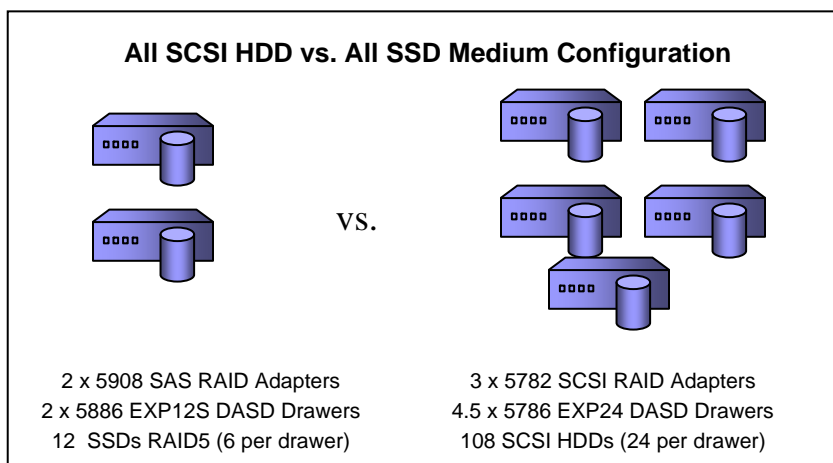 All SCSI HDD vs. All SSD Medium Configuration
vs.
2 x 5908 SAS RAID Adapters
2 x 5886 EXP12S DASD Drawers
12 SSDs RAID5 (6 per drawer)
3 x 5782 SCSI RAID Adapters
4.5 x 5786 EXP24 DASD Drawers
108 SCSI HDDs (24 per drawer)